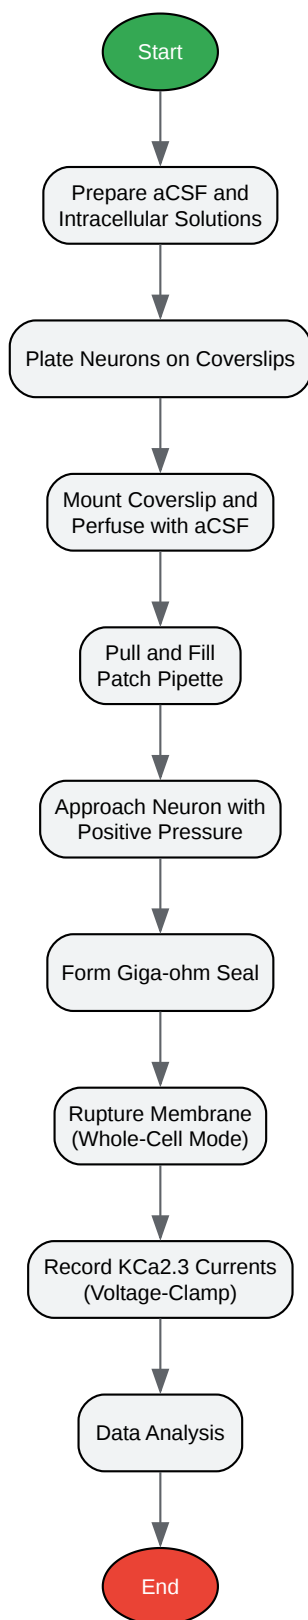 Start
Prepare aCSF and
Intracellular Solutions
Plate Neurons on Coverslips
Mount Coverslip and
Perfuse with aCSF
Pull and Fill
Patch Pipette
Approach Neuron with
Positive Pressure
Form Giga-ohm Seal
Rupture Membrane
(Whole-Cell Mode)
Record KCa2.3 Currents
(Voltage-Clamp)
Data Analysis
End